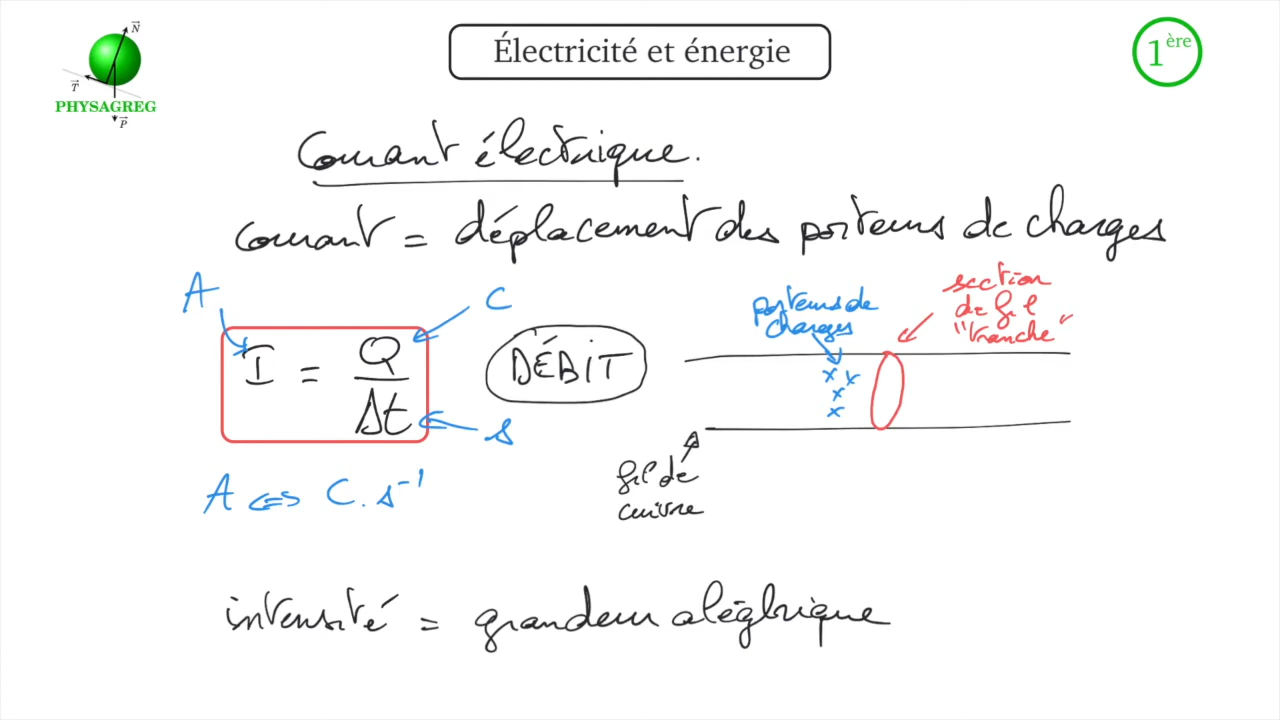 N
T
PHYSAGREG
P
Électricité et énergie
1ère
Courant électrique.
courant = déplacement des porteurs de charges
A
C
I = Q
Δt
s
DÉBIT
A ⇔ C.s⁻¹
porteurs de
charges
section
de fil
"tranche"
x x
x
x
fil de
cuivre
intensité = grandeur alégbrique